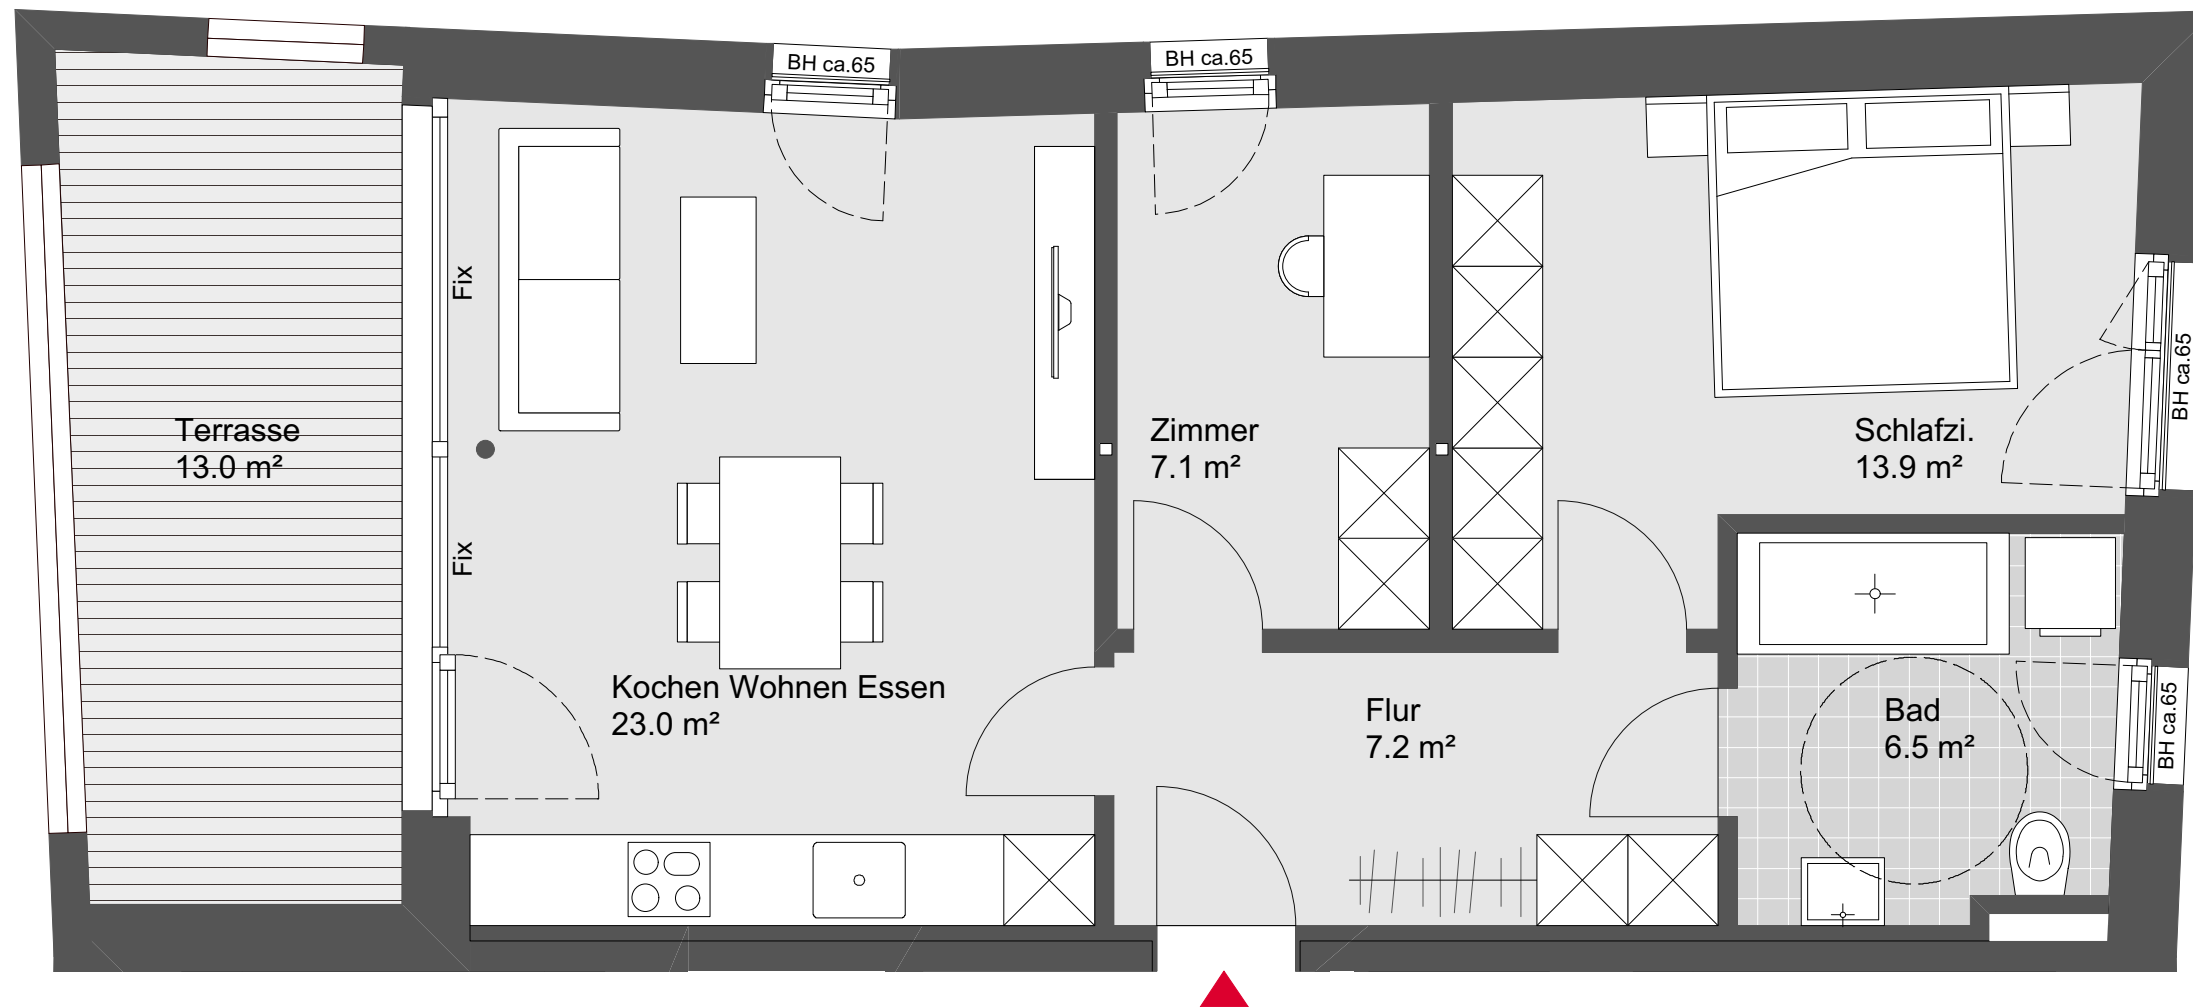 BH ca.65
BH ca.65
Fix
Terrasse
13.0 m²
Zimmer
7.1 m²
Schlafzi.
13.9 m²
BH ca.65
Fix
Kochen Wohnen Essen
23.0 m²
Flur
7.2 m²
Bad
6.5 m²
BH ca.65